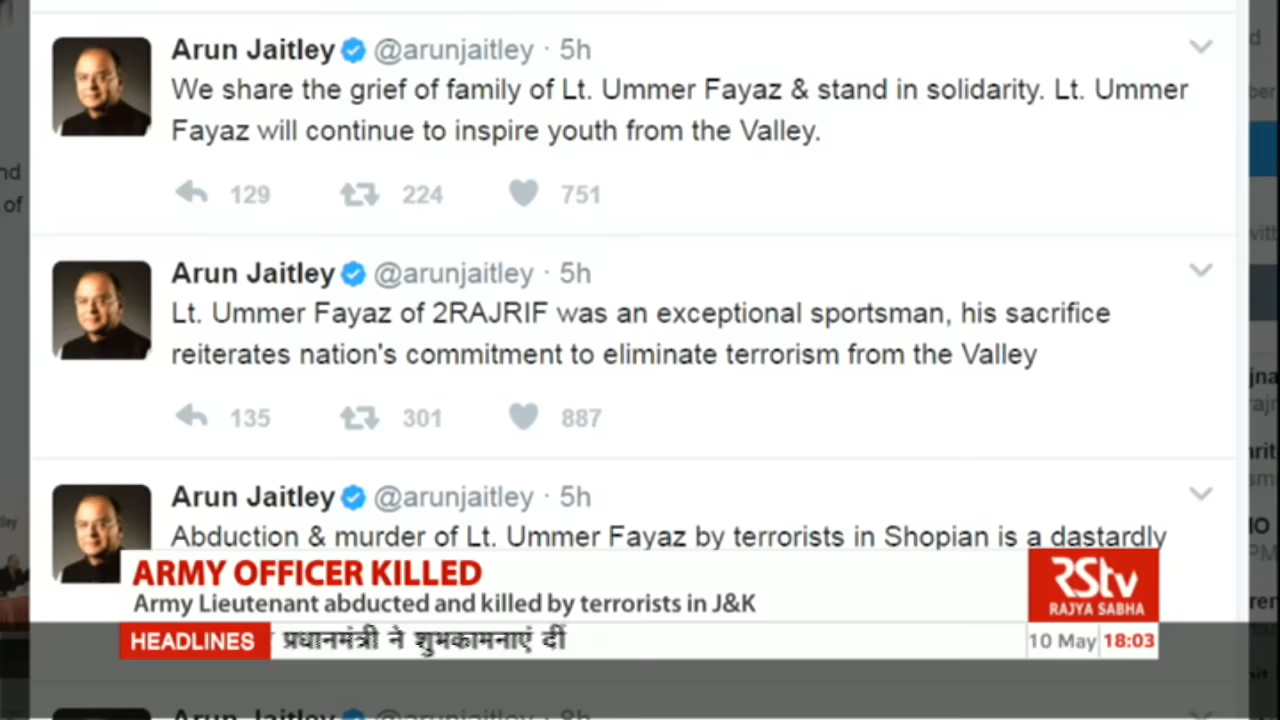 Arun Jaitley @arunjaitley · 5h
We share the grief of family of Lt. Ummer Fayaz & stand in solidarity. Lt. Ummer
Fayaz will continue to inspire youth from the Valley.
129 224 751
Arun Jaitley @arunjaitley · 5h
Lt. Ummer Fayaz of 2RAJRIF was an exceptional sportsman, his sacrifice
reiterates nation's commitment to eliminate terrorism from the Valley
135 301 887
Arun Jaitley @arunjaitley · 5h
Abduction & murder of Lt. Ummer Fayaz by terrorists in Shopian is a dastardly
ARMY OFFICER KILLED
Army Lieutenant abducted and killed by terrorists in J&K
RStv
RAJYA SABHA
HEADLINES प्रधानमंत्री ने शुभकामनाएं दीं
10 May 18:03
Arun Jaitley @arunjaitley · 8h
of